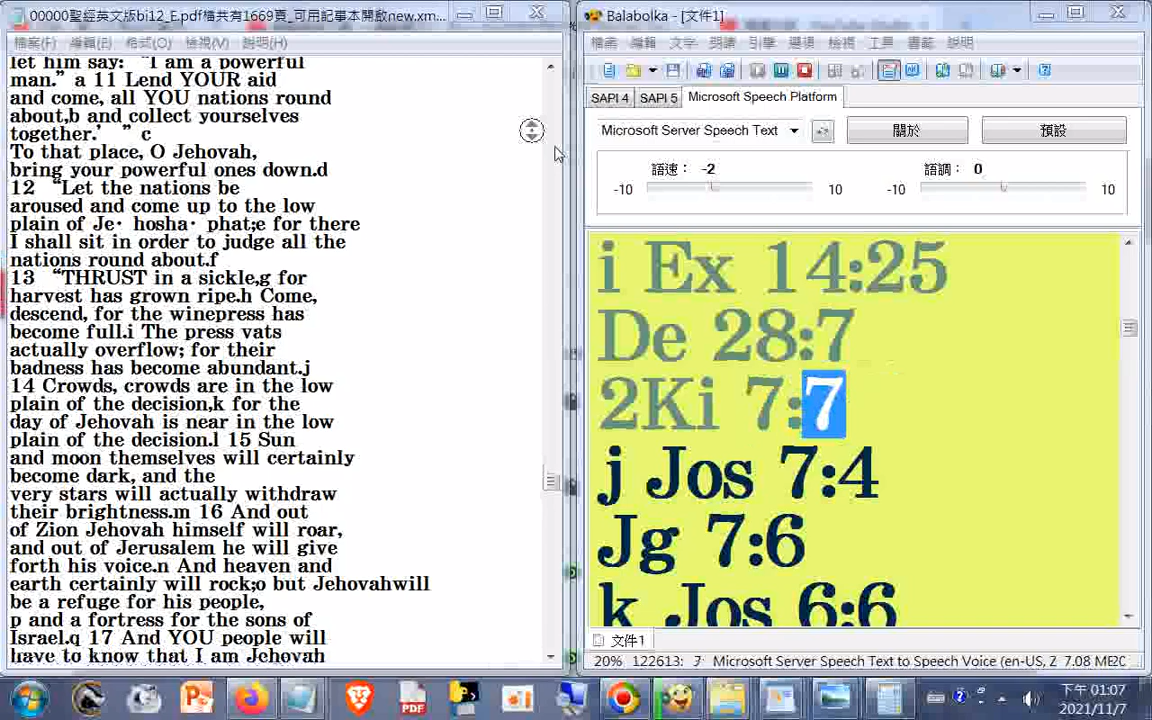 00000聖經英文版bi12_E.pdf檔共有1669頁_可用記事本開啟new.xm...
檔案(F) 編輯(E) 格式(O) 檢視(V) 說明(H)
let him say: “I am a powerful
man.” a 11 Lend YOUR aid
and come, all YOU nations round
about,b and collect yourselves
together.’ ” c
To that place, O Jehovah,
bring your powerful ones down.d
12 “Let the nations be
aroused and come up to the low
plain of Je· hosha· phat;e for there
I shall sit in order to judge all the
nations round about.f
13 “THRUST in a sickle,g for
harvest has grown ripe.h Come,
descend, for the winepress has
become full.i The press vats
actually overflow; for their
badness has become abundant.j
14 Crowds, crowds are in the low
plain of the decision,k for the
day of Jehovah is near in the low
plain of the decision.l 15 Sun
and moon themselves will certainly
become dark, and the
very stars will actually withdraw
their brightness.m 16 And out
of Zion Jehovah himself will roar,
and out of Jerusalem he will give
forth his voice.n And heaven and
earth certainly will rock;o but Jehovahwill
be a refuge for his people,
p and a fortress for the sons of
Israel.q 17 And YOU people will
have to know that I am Jehovah
Balabolka - [文件1]
檔案 編輯 文字 朗讀 引擎 選項 檢視 工具 書籤 說明
SAPI 4 SAPI 5 Microsoft Speech Platform
Microsoft Server Speech Text 關於 預設
語速: -2 語調: 0
-10 10 -10 10
i Ex 14:25
De 28:7
2Ki 7:7
j Jos 7:4
Jg 7:6
k Jos 6:6
文件1
20% 122613: 7 Microsoft Server Speech Text to Speech Voice (en-US, Z 7.08 ME20
PDF
下午 01:07
2021/11/7